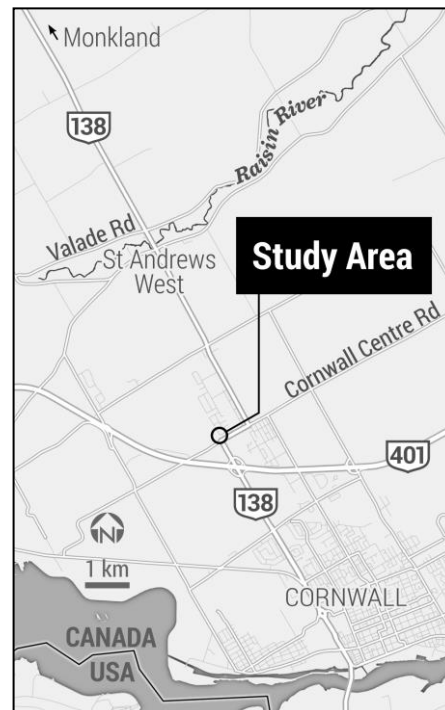 Monkland
138
Raisin River
Valade Rd
St Andrews
West
Study Area
Cornwall Centre Rd
401
138
N
1 km
CORNWALL
CANADA
USA